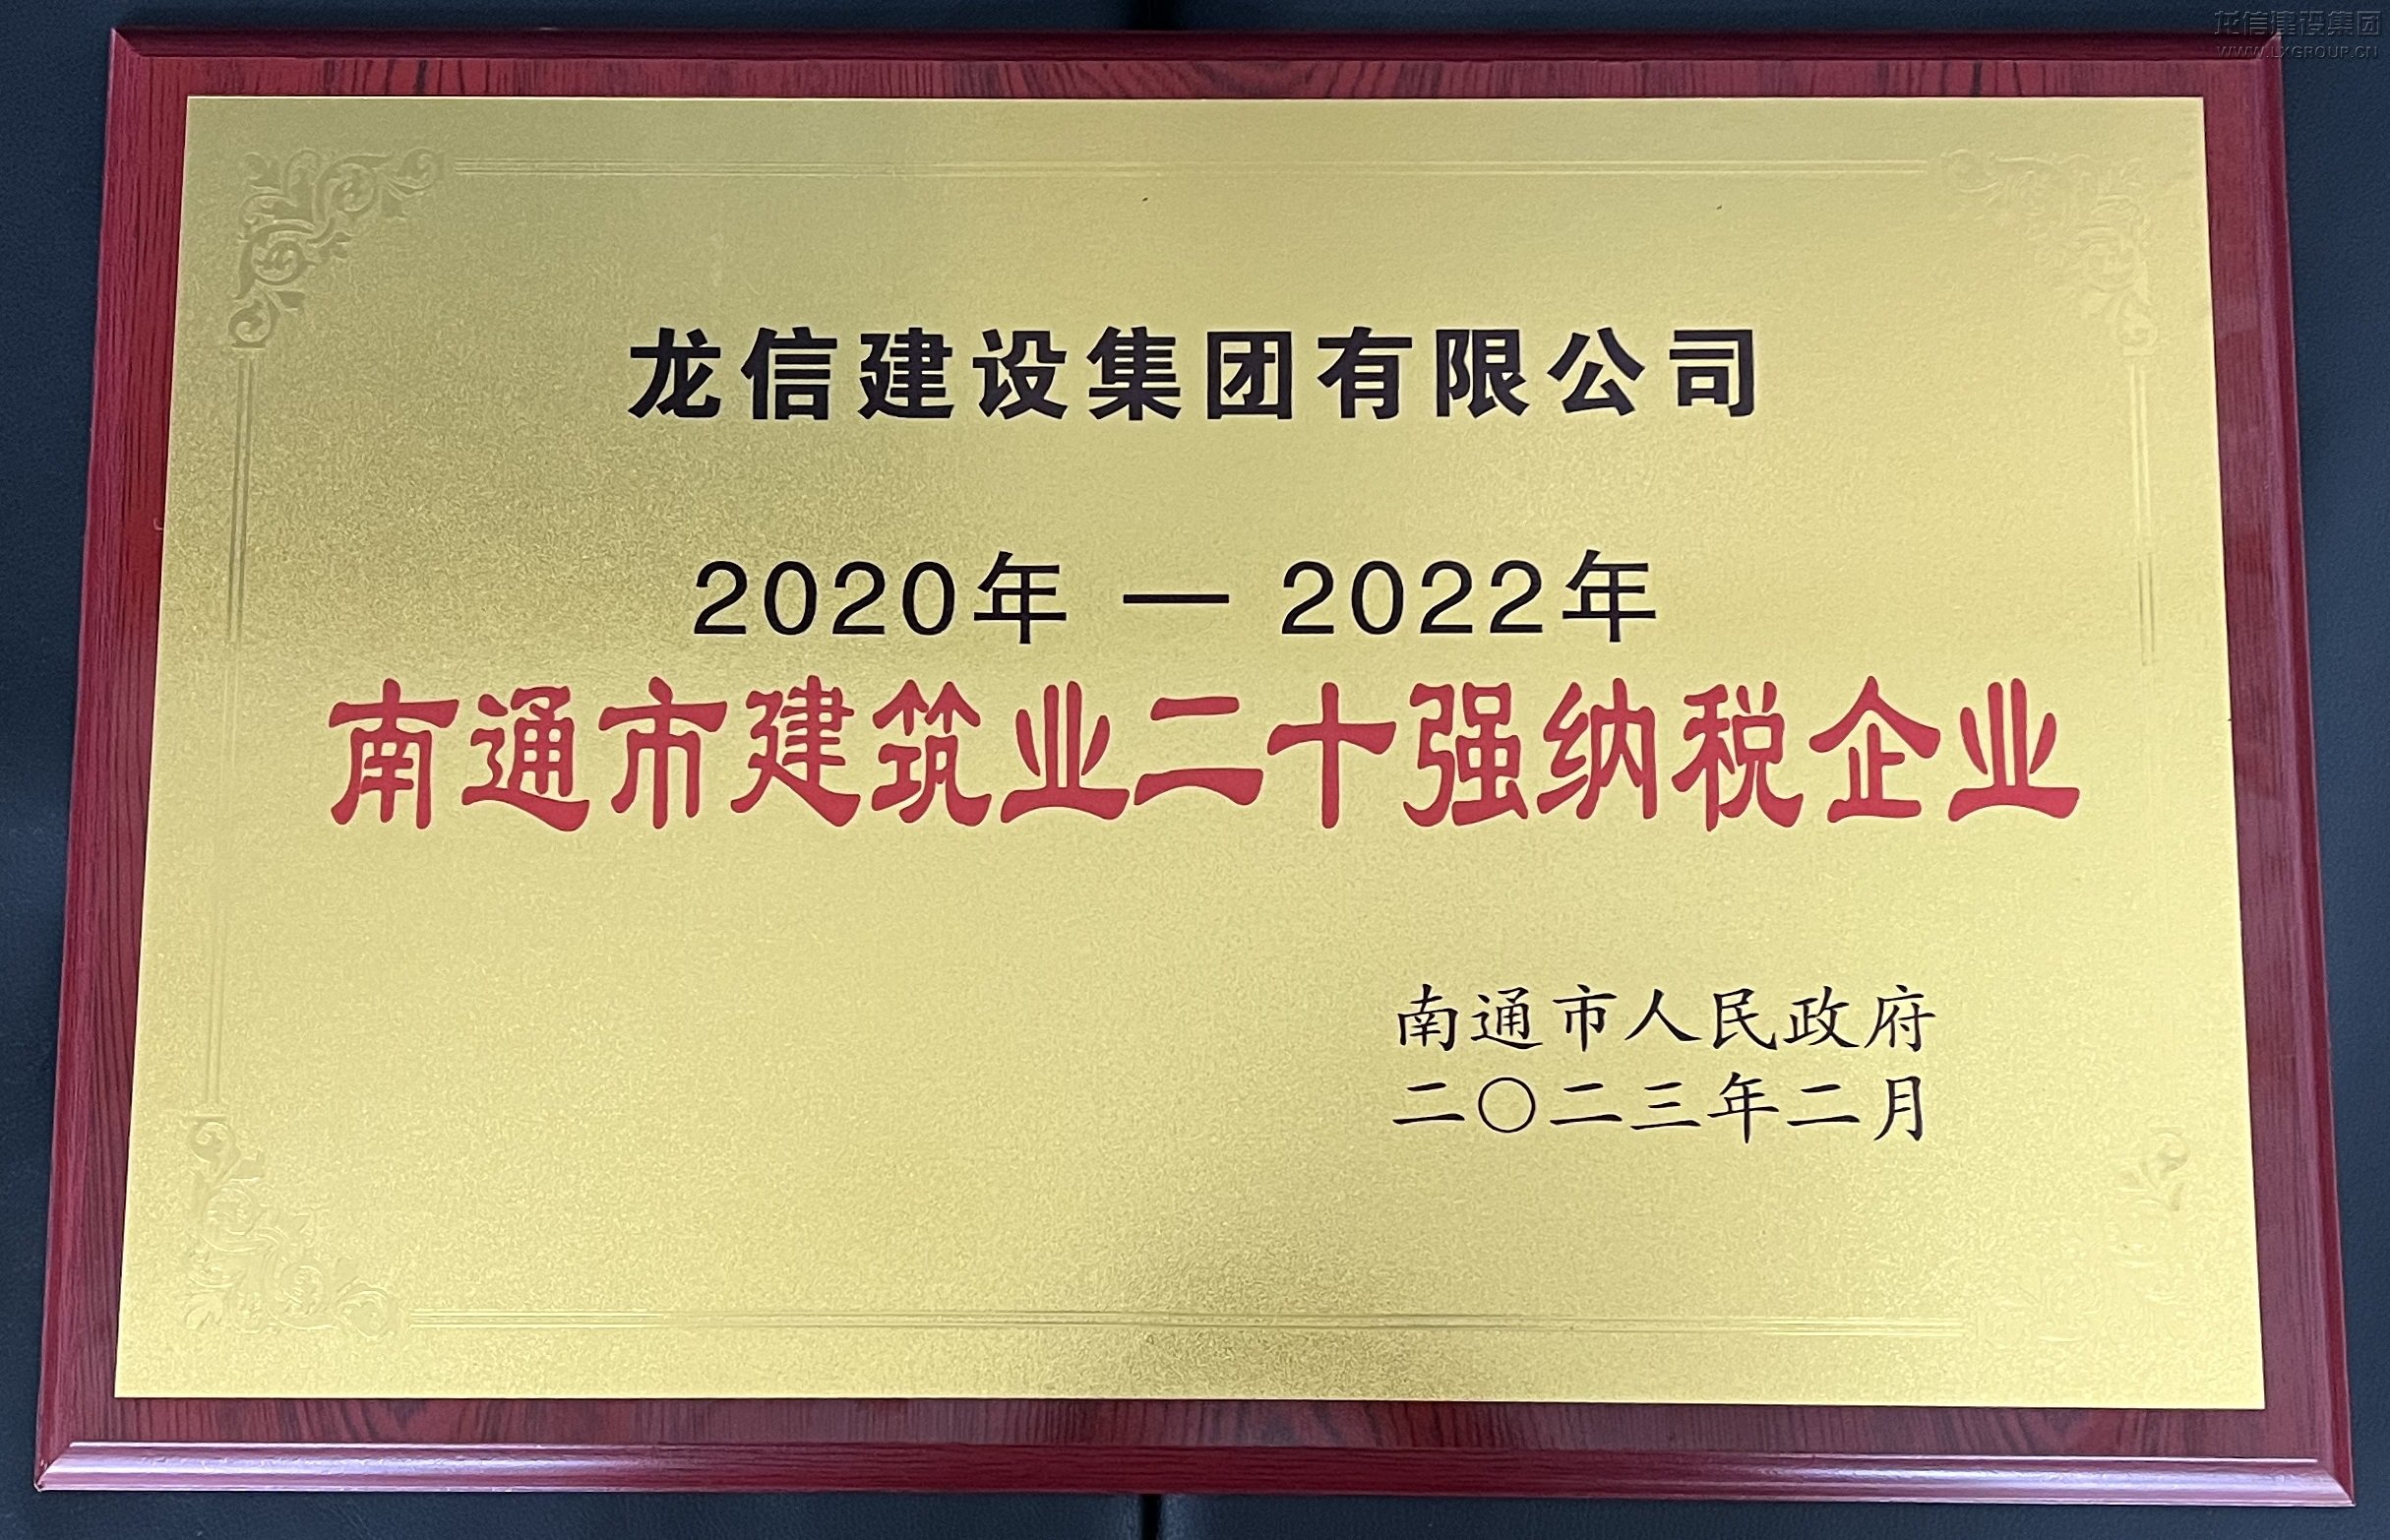 龙信建设集团
WWW.LXGROUP.CN
龙信建设集团有限公司
2020年 — 2022年
南通市建筑业二十强纳税企业
南通市人民政府
二〇二三年二月